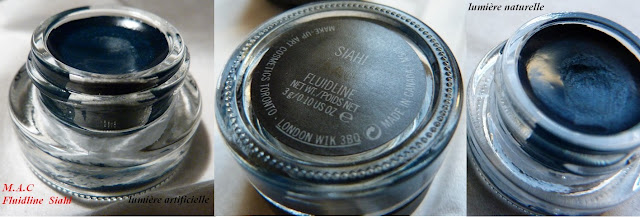 M.A.C
Fluidline Siahi
lumière artificielle
SIAHI
FLUIDLINE
NET WT./POIDS NET
3 g/0.10 US OZ
MAKE-UP ART COSMETICS TORONTO · LONDON W1K 3BQ
MADE IN CANADA
lumière naturelle